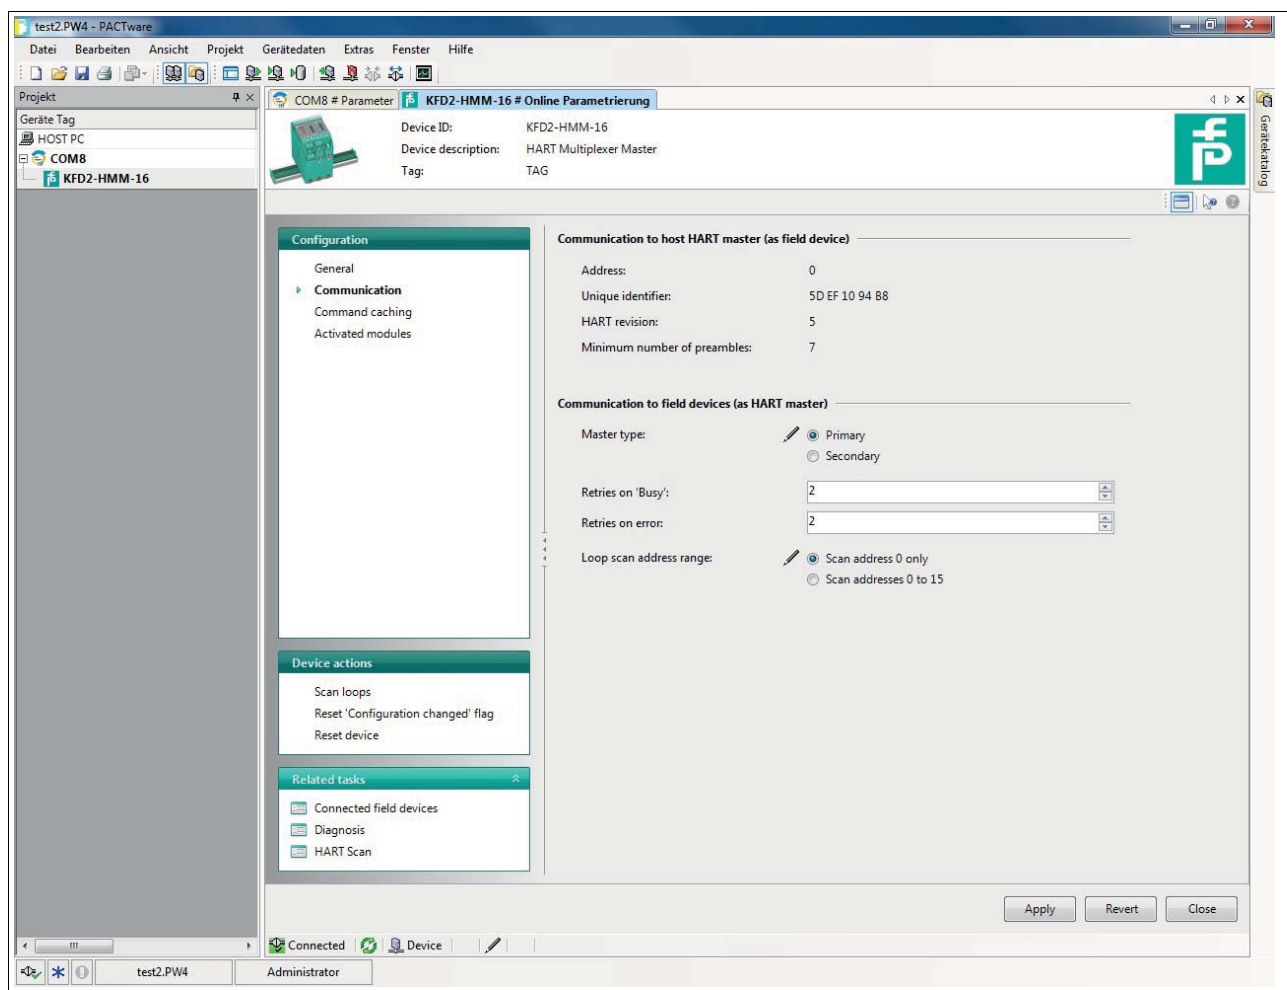 test2.PW4 - PACTware
Datei Bearbeiten Ansicht Projekt Gerätedaten Extras Fenster Hilfe
Projekt
Geräte Tag
HOST PC
COM8
KFD2-HMM-16
COM8 # Parameter
KFD2-HMM-16 # Online Parametrierung
Device ID: KFD2-HMM-16
Device description: HART Multiplexer Master
Tag: TAG
Gerätekatalog
Configuration
General
Communication
Command caching
Activated modules
Device actions
Scan loops
Reset 'Configuration changed' flag
Reset device
Related tasks
Connected field devices
Diagnosis
HART Scan
Communication to host HART master (as field device)
Address: 0
Unique identifier: 5D EF 10 94 B8
HART revision: 5
Minimum number of preambles: 7
Communication to field devices (as HART master)
Master type: Primary
Secondary
Retries on 'Busy': 2
Retries on error: 2
Loop scan address range: Scan address 0 only
Scan addresses 0 to 15
Apply Revert Close
Connected Device
test2.PW4 Administrator